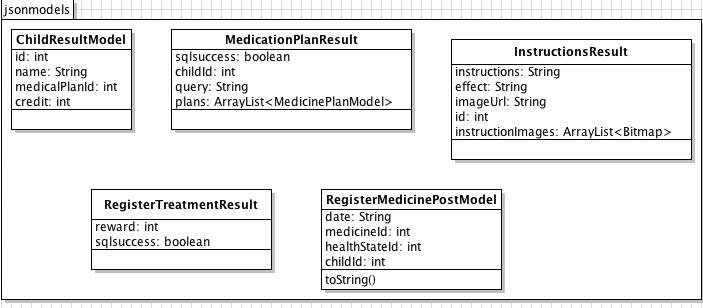 jsonmodels
ChildResultModel
id: int
name: String
medicalPlanId: int
credit: int
MedicationPlanResult
sqlsuccess: boolean
childId: int
query: String
plans: ArrayList<MedicinePlanModel>
InstructionsResult
instructions: String
effect: String
imageUrl: String
id: int
instructionImages: ArrayList<Bitmap>
RegisterTreatmentResult
reward: int
sqlsuccess: boolean
RegisterMedicinePostModel
date: String
medicineId: int
healthStateId: int
childId: int
toString()